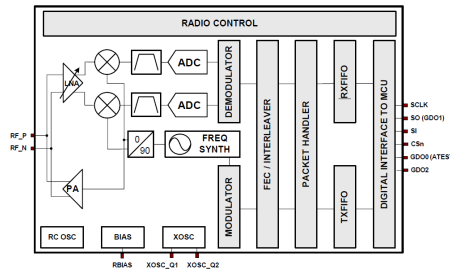 RADIO CONTROL
LNA
ADC
ADC
DEMODULATOR
FEC / INTERLEAVER
PACKET HANDLER
RXFIFO
DIGITAL INTERFACE TO MCU
SCLK
SO (GDO1)
SI
CSn
GDO0 (ATES
GDO2
RF_P
RF_N
0
90
FREQ
SYNTH
PA
MODULATOR
TXFIFO
RC OSC
BIAS
XOSC
RBIAS
XOSC_Q1
XOSC_Q2